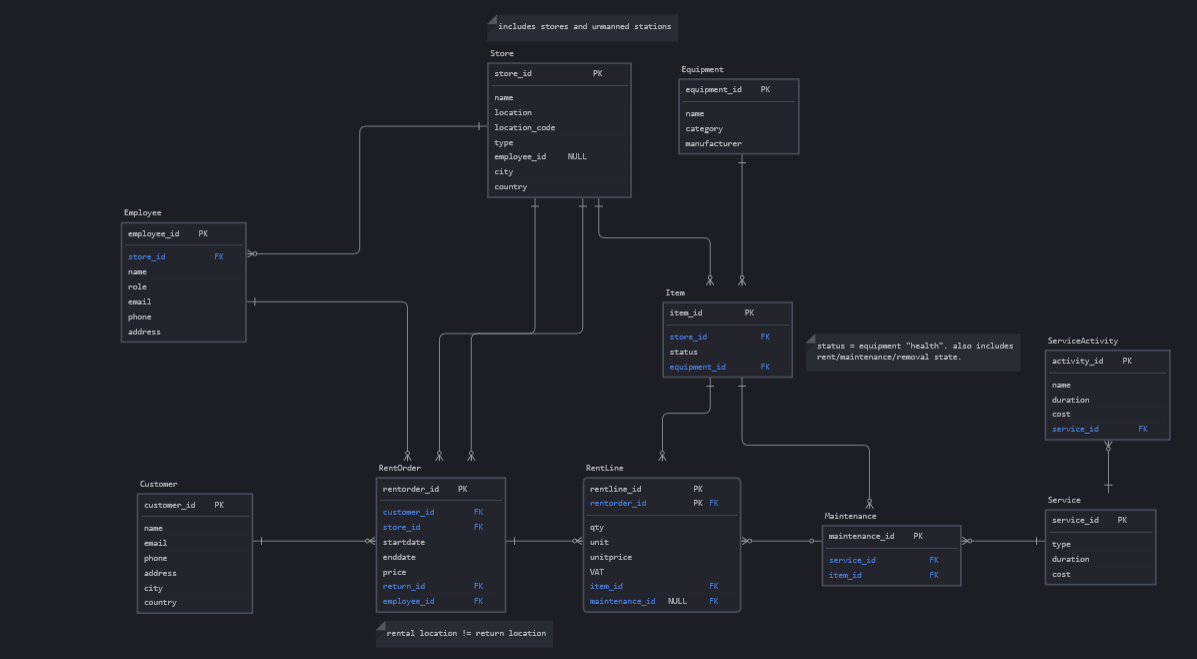 includes stores and unmanned stations
Store
store_id PK
name
location
location_code
type
employee_id NULL
city
country
Equipment
equipment_id PK
name
category
manufacturer
Employee
employee_id PK
store_id FK
name
role
email
phone
address
Item
item_id PK
store_id FK
status
equipment_id FK
status = equipment "health". also includes
rent/maintenance/removal state.
ServiceActivity
activity_id PK
name
duration
cost
service_id FK
Customer
customer_id PK
name
email
phone
address
city
country
RentOrder
rentorder_id PK
customer_id FK
store_id FK
startdate
enddate
price
return_id FK
employee_id FK
rental location != return location
RentLine
rentline_id PK
rentorder_id PK FK
qty
unit
unitprice
VAT
item_id FK
maintenance_id NULL FK
Maintenance
maintenance_id PK
service_id FK
item_id FK
Service
service_id PK
type
duration
cost